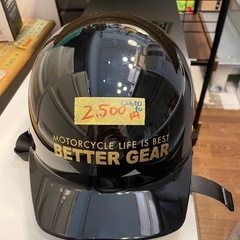 2,500円
MOTORCYCLE LIFE IS BEST
BETTER GEAR